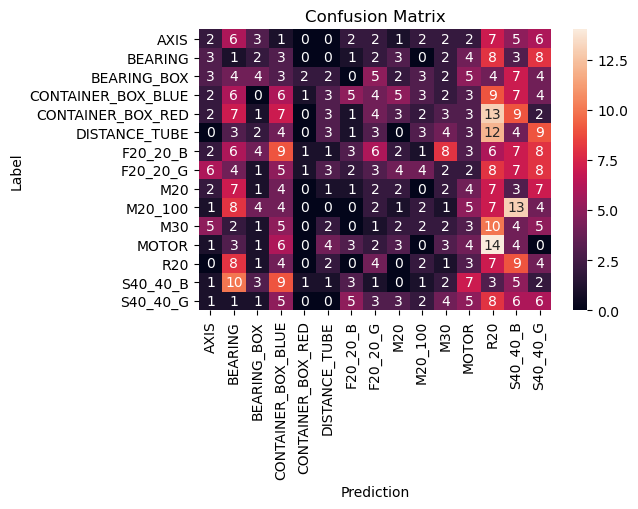 Confusion Matrix
AXIS 2 6 3 1 0 0 2 2 1 2 2 2 7 5 6
BEARING 3 1 2 3 0 0 1 2 3 0 2 4 8 3 8
BEARING_BOX 3 4 4 3 2 2 0 5 2 3 2 5 4 7 4
CONTAINER_BOX_BLUE 2 6 0 6 1 3 5 4 5 3 2 3 9 7 4
CONTAINER_BOX_RED 2 7 1 7 0 3 1 4 3 2 3 3 13 9 2
DISTANCE_TUBE 0 3 2 4 0 3 1 3 0 3 4 3 12 4 9
F20_20_B 2 6 4 9 1 1 3 6 2 1 8 3 6 7 8
F20_20_G 6 4 1 5 1 3 2 3 4 4 2 2 8 7 8
M20 2 7 1 4 0 1 1 2 2 0 2 4 7 3 7
M20_100 1 8 4 4 0 0 0 2 1 2 1 5 7 13 4
M30 5 2 1 5 0 2 0 1 2 2 2 3 10 4 5
MOTOR 1 3 1 6 0 4 3 2 3 0 3 4 14 4 0
R20 0 8 1 4 0 2 0 4 0 2 1 3 7 9 4
S40_40_B 1 10 3 9 1 1 3 1 0 1 2 7 3 5 2
S40_40_G 1 1 1 5 0 0 5 3 3 2 4 5 8 6 6
Label
AXIS
BEARING
BEARING_BOX
CONTAINER_BOX_BLUE
CONTAINER_BOX_RED
DISTANCE_TUBE
F20_20_B
F20_20_G
M20
M20_100
M30
MOTOR
R20
S40_40_B
S40_40_G
Prediction
12.5
10.0
7.5
5.0
2.5
0.0